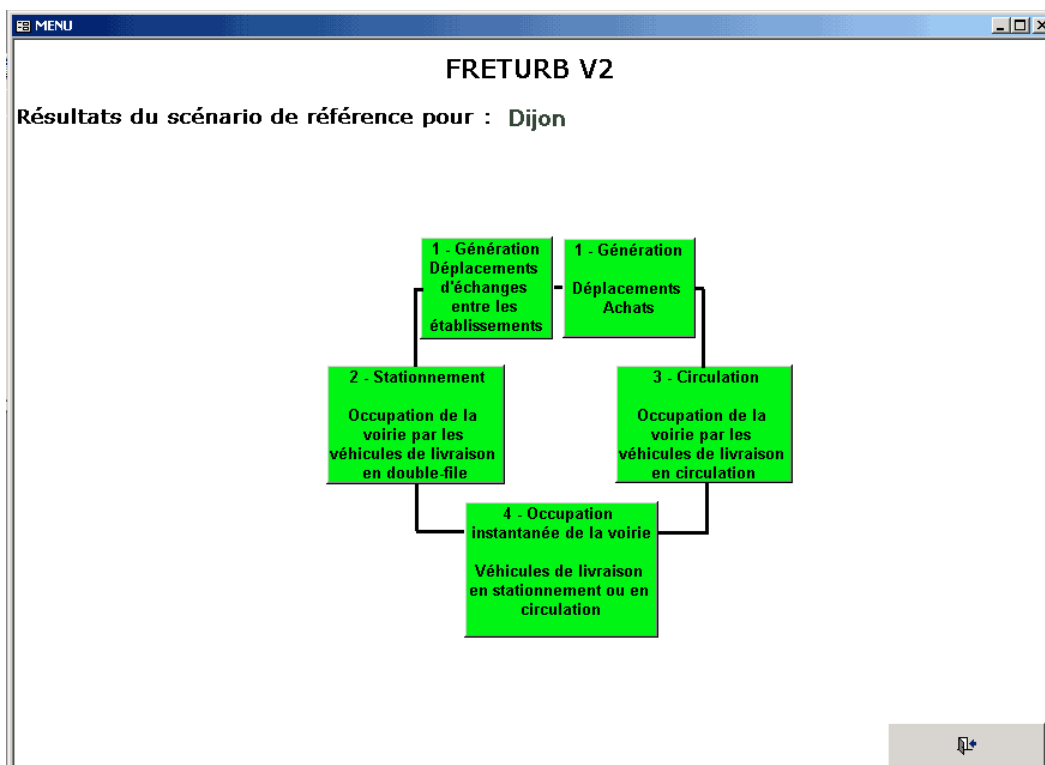 MENU
FRETURB V2
Résultats du scénario de référence pour : Dijon
1 - Génération
Déplacements
d'échanges
entre les
établissements
1 - Génération
Déplacements
Achats
2 - Stationnement
Occupation de la
voirie par les
véhicules de livraison
en double-file
3 - Circulation
Occupation de la
voirie par les
véhicules de livraison
en circulation
4 - Occupation
instantanée de la voirie
Véhicules de livraison
en stationnement ou en
circulation